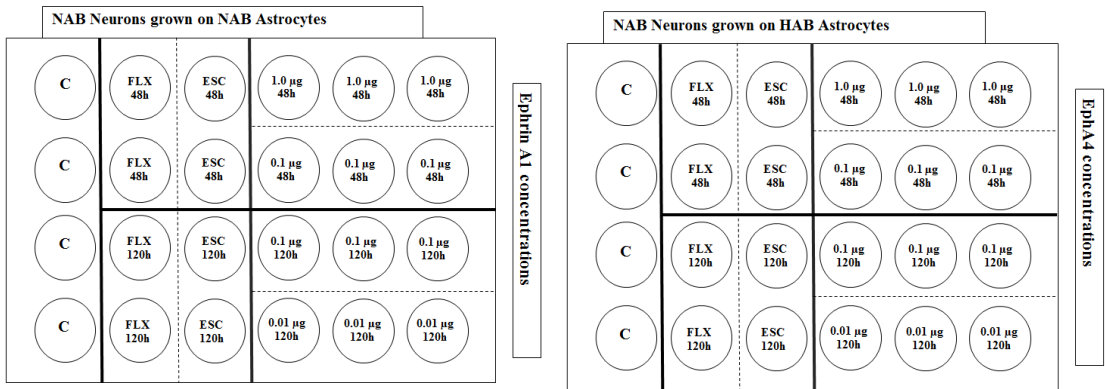 NAB Neurons grown on NAB Astrocytes
C
FLX
48h
ESC
48h
1.0 µg
48h
1.0 µg
48h
1.0 µg
48h
C
FLX
48h
ESC
48h
0.1 µg
48h
0.1 µg
48h
0.1 µg
48h
C
FLX
120h
ESC
120h
0.1 µg
120h
0.1 µg
120h
0.1 µg
120h
C
FLX
120h
ESC
120h
0.01 µg
120h
0.01 µg
120h
0.01 µg
120h
Ephrin A1 concentrations
NAB Neurons grown on HAB Astrocytes
C
FLX
48h
ESC
48h
1.0 µg
48h
1.0 µg
48h
1.0 µg
48h
C
FLX
48h
ESC
48h
0.1 µg
48h
0.1 µg
48h
0.1 µg
48h
C
FLX
120h
ESC
120h
0.1 µg
120h
0.1 µg
120h
0.1 µg
120h
C
FLX
120h
ESC
120h
0.01 µg
120h
0.01 µg
120h
0.01 µg
120h
EphA4 concentrations